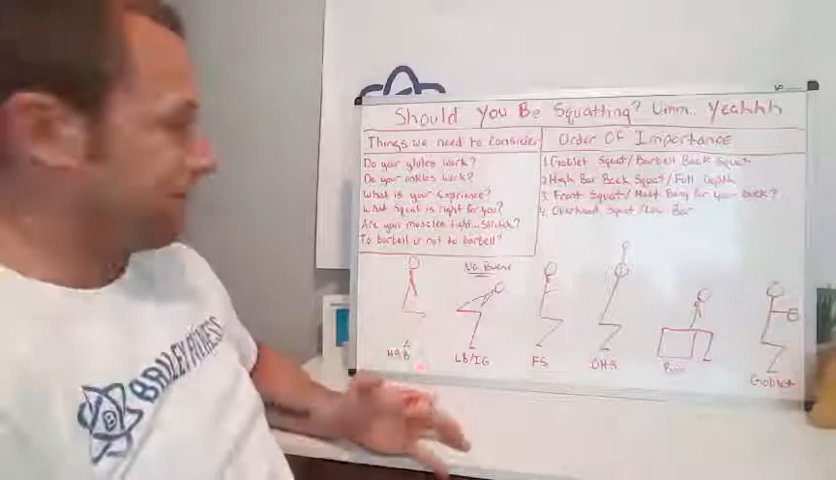 Should You Be Squatting? Umm.. Yeahhh
Things we need to consider
Do your glutes work?
Do your ankles work?
What is your experience?
What squat is right for you?
Are your muscles tight...stretch?
To barbell or not to barbell?
Order Of Importance
1. Goblet Squat/Barbell Back Squat
2. High Bar Back Squat/Full Depth
3. Front Squat/Most Bang for your buck?
4. Overhead Squat/Low Bar
No Bueno
HBB
LB/IG
FS
OHS
Box
Goblet
BAILEY FITNESS
B